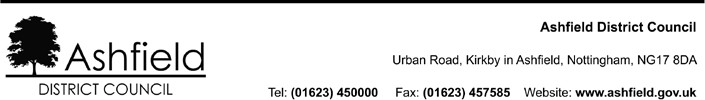 Ashfield
DISTRICT COUNCIL
Ashfield District Council
Urban Road, Kirkby in Ashfield, Nottingham, NG17 8DA
Tel: (01623) 450000 Fax: (01623) 457585 Website: www.ashfield.gov.uk